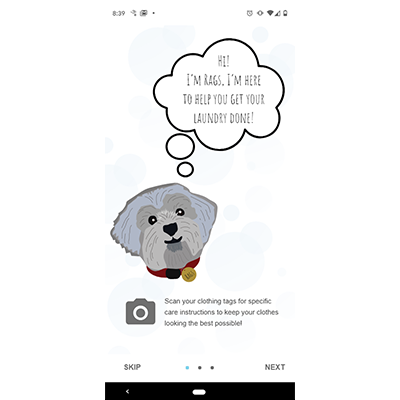 8:39
Hi!
I'm Rags, I'm here
to help you get your
laundry done!
Scan your clothing tags for specific
care instructions to keep your clothes
looking the best possible!
SKIP
NEXT